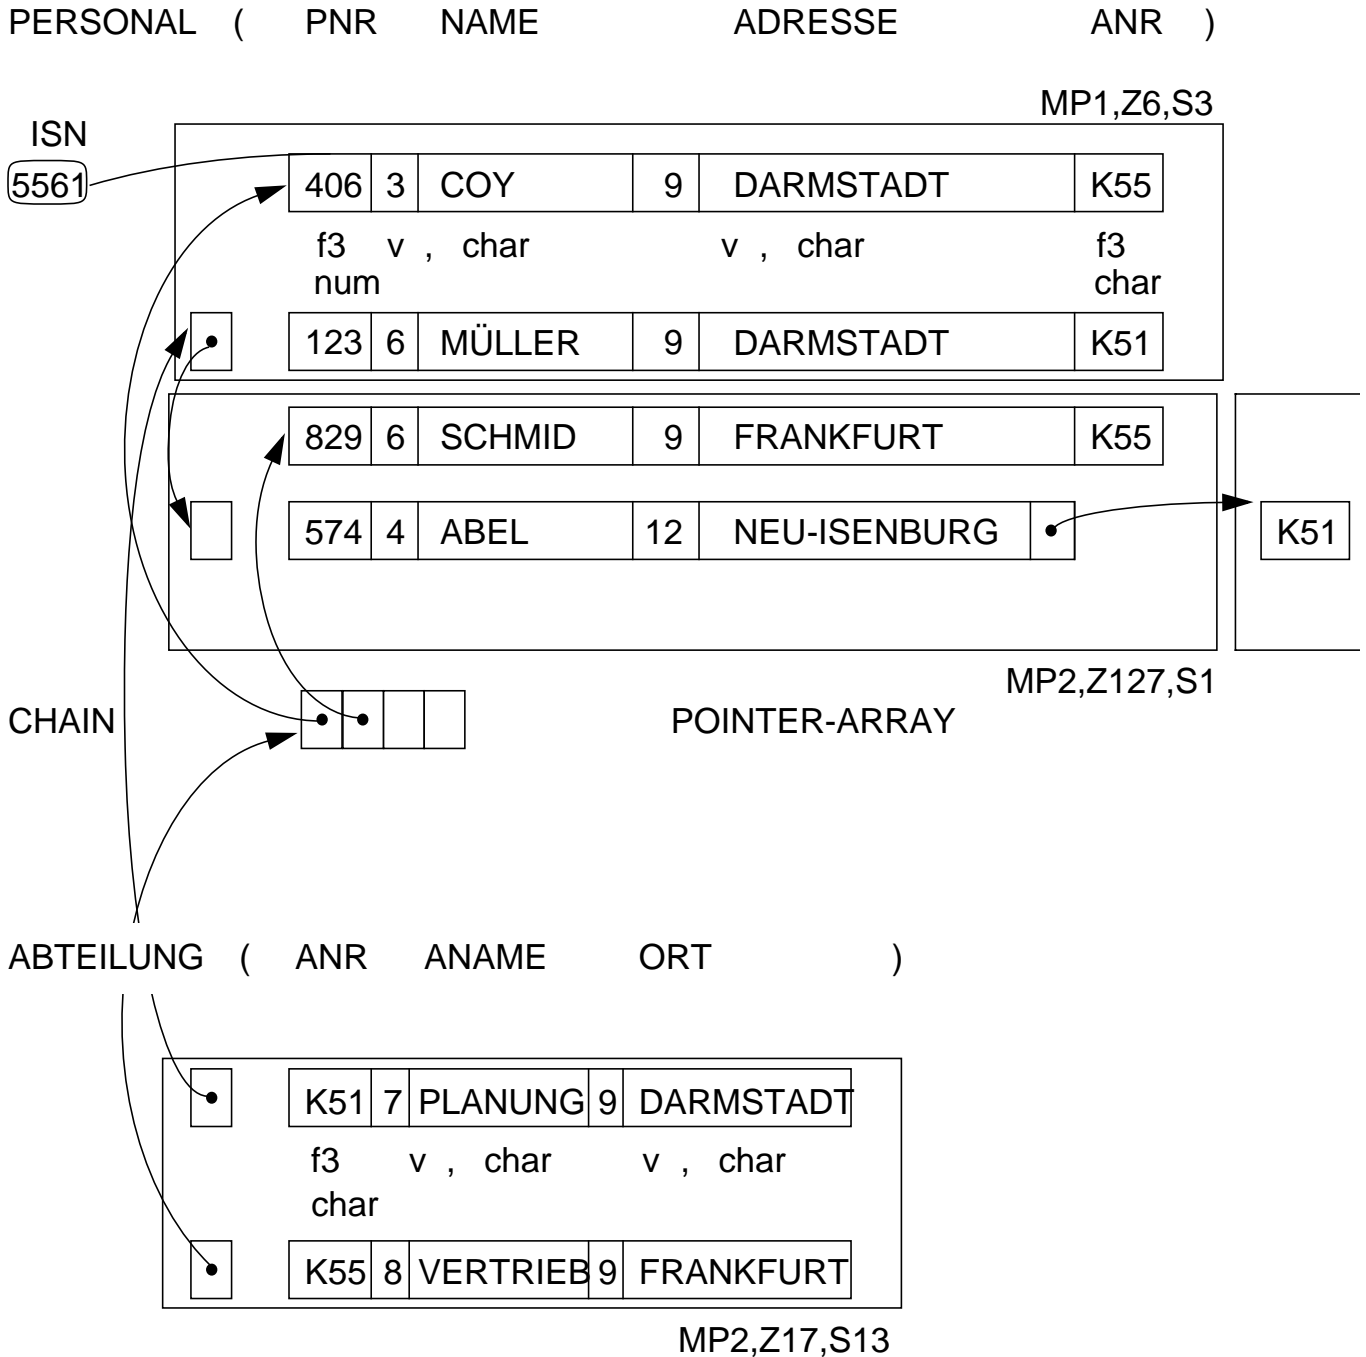 PERSONAL ( PNR NAME ADRESSE ANR )
MP1,Z6,S3
ISN
5561
406 3 COY 9 DARMSTADT K55
f3 v , char v , char f3
num char
123 6 MÜLLER 9 DARMSTADT K51
829 6 SCHMID 9 FRANKFURT K55
574 4 ABEL 12 NEU-ISENBURG K51
MP2,Z127,S1
CHAIN POINTER-ARRAY
ABTEILUNG ( ANR ANAME ORT )
K51 7 PLANUNG 9 DARMSTADT
f3 v , char v , char
char
K55 8 VERTRIEB 9 FRANKFURT
MP2,Z17,S13